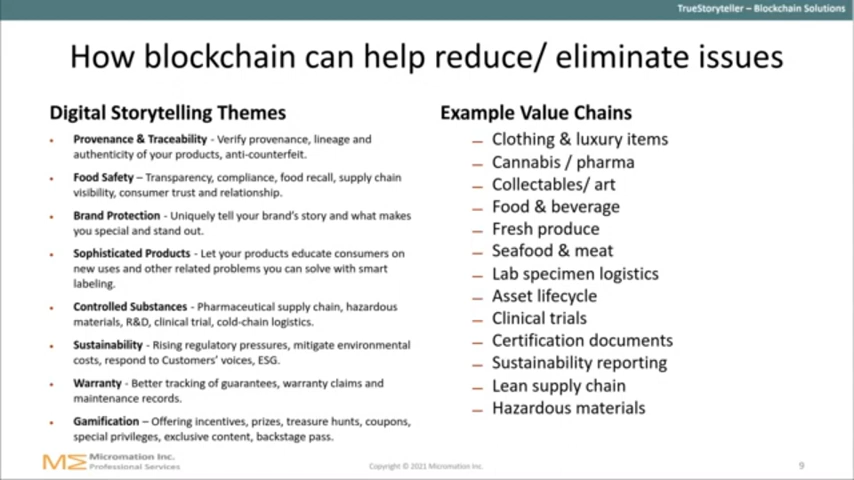 TrueStoryteller – Blockchain Solutions
How blockchain can help reduce/ eliminate issues
Digital Storytelling Themes
• Provenance & Traceability - Verify provenance, lineage and
authenticity of your products, anti-counterfeit.
• Food Safety – Transparency, compliance, food recall, supply chain
visibility, consumer trust and relationship.
• Brand Protection - Uniquely tell your brand's story and what makes
you special and stand out.
• Sophisticated Products - Let your products educate consumers on
new uses and other related problems you can solve with smart
labeling.
• Controlled Substances - Pharmaceutical supply chain, hazardous
materials, R&D, clinical trial, cold-chain logistics.
• Sustainability - Rising regulatory pressures, mitigate environmental
costs, respond to Customers' voices, ESG.
• Warranty - Better tracking of guarantees, warranty claims and
maintenance records.
• Gamification – Offering incentives, prizes, treasure hunts, coupons,
special privileges, exclusive content, backstage pass.
Example Value Chains
– Clothing & luxury items
– Cannabis / pharma
– Collectables/ art
– Food & beverage
– Fresh produce
– Seafood & meat
– Lab specimen logistics
– Asset lifecycle
– Clinical trials
– Certification documents
– Sustainability reporting
– Lean supply chain
– Hazardous materials
Micromation Inc.
Professional Services
Copyright © 2021 Micromation Inc.
9